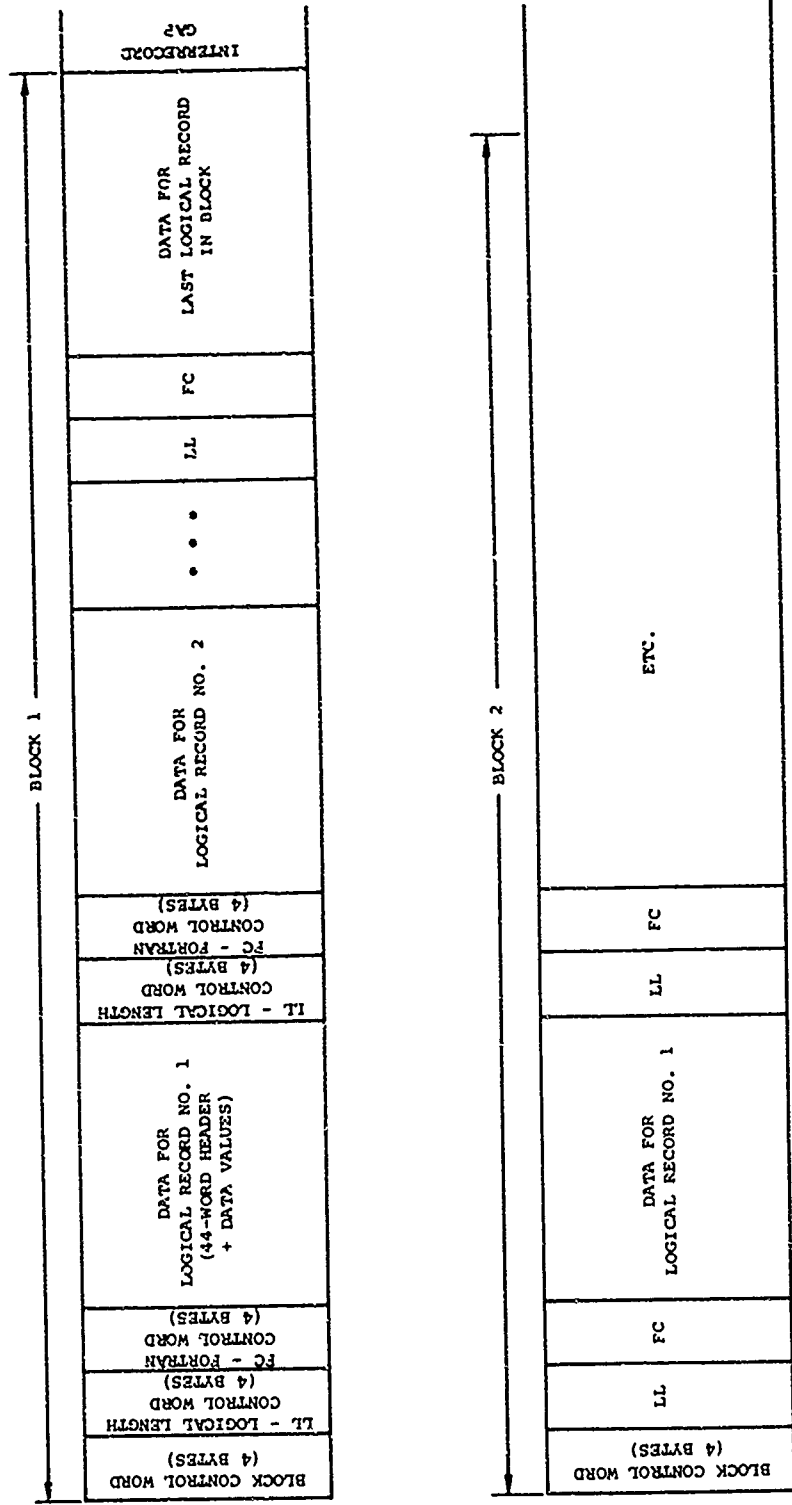 BLOCK 1
BLOCK CONTROL WORD
(4 BYTES)
LL - LOGICAL LENGTH
CONTROL WORD
(4 BYTES)
FC - FORTRAN
CONTROL WORD
(4 BYTES)
DATA FOR
LOGICAL RECORD NO. 1
(44-WORD HEADER
+ DATA VALUES)
LL - LOGICAL LENGTH
CONTROL WORD
(4 BYTES)
FC - FORTRAN
CONTROL WORD
(4 BYTES)
DATA FOR
LOGICAL RECORD NO. 2
• • •
LL
FC
DATA FOR
LAST LOGICAL RECORD
IN BLOCK
INTERRECORD
GAP
BLOCK 2
BLOCK CONTROL WORD
(4 BYTES)
LL
FC
DATA FOR
LOGICAL RECORD NO. 1
LL
FC
ETC.